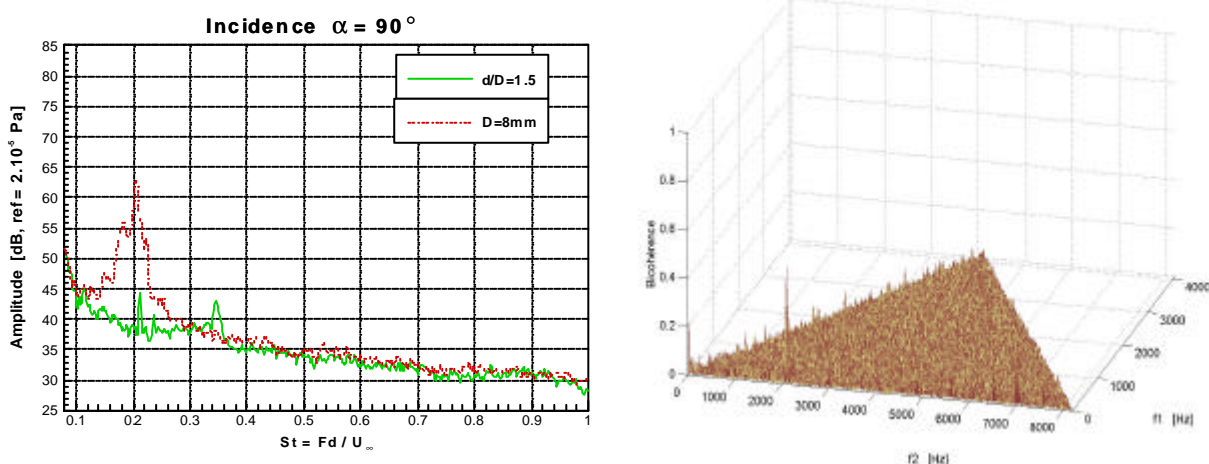 Incidence α = 90°
85
80
75
70
65
60
55
50
45
40
35
30
25
Amplitude [dB, ref = 2.10⁻⁵ Pa]
d/D=1.5
D=8mm
0.1 0.2 0.3 0.4 0.5 0.6 0.7 0.8 0.9 1
St = Fd / U∞
1
0.8
0.6
0.4
0.2
0
Bicohérence
0 1000 2000 3000 4000 5000 6000 7000 8000
f2 [Hz]
0
1000
2000
3000
4000
f1 [Hz]